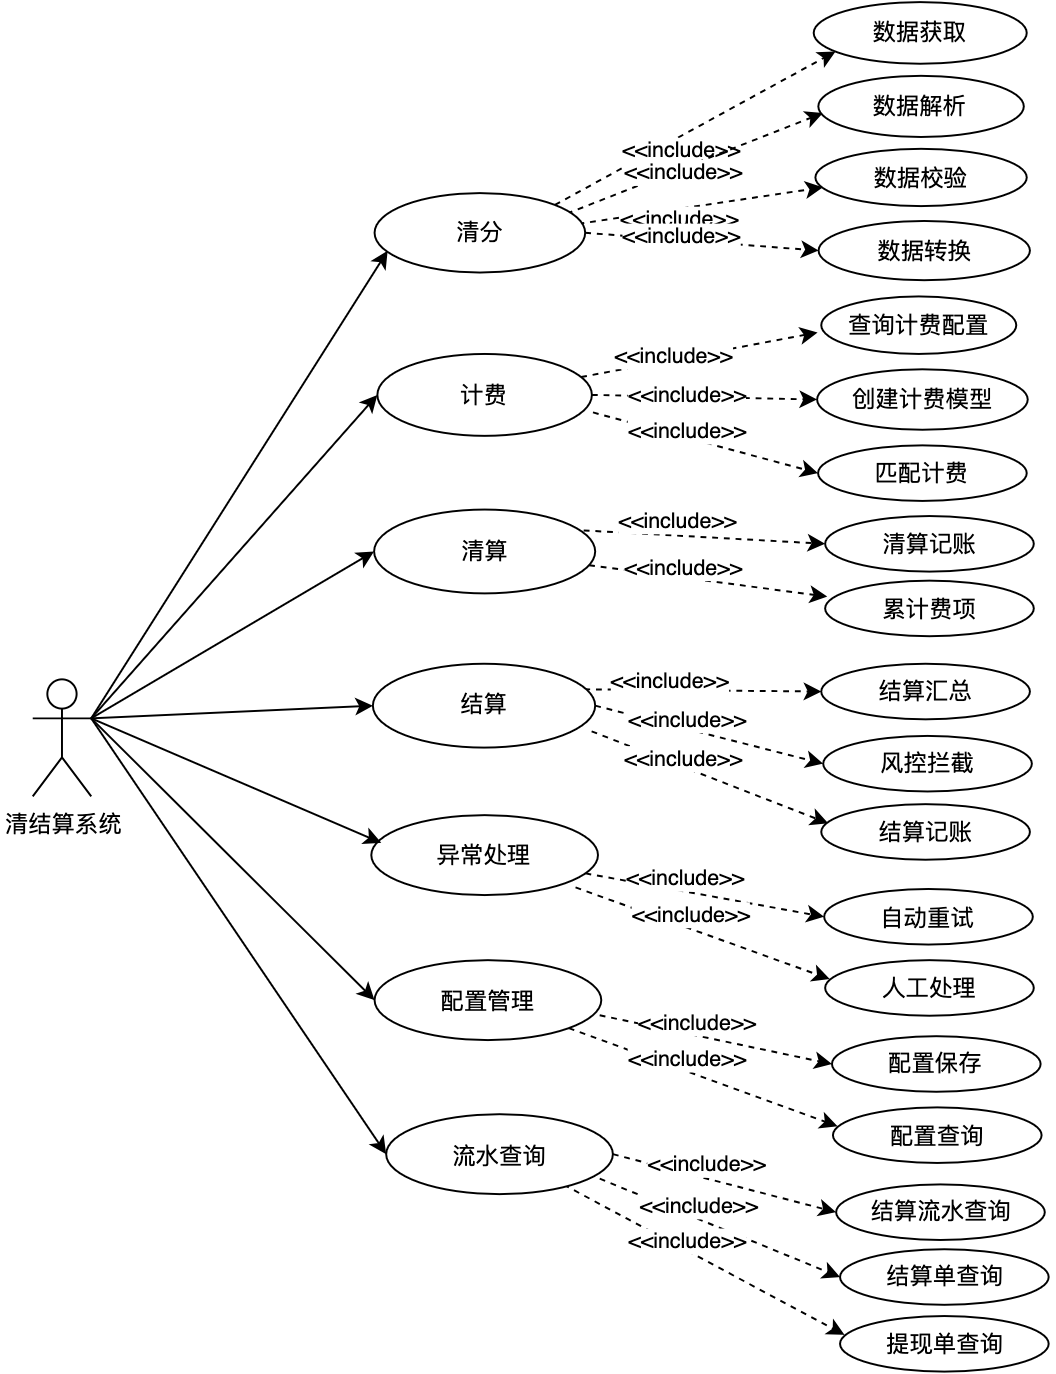 数据获取
数据解析
<<include>>
<<include>>
数据校验
<<include>>
清分
<<include>>
数据转换
查询计费配置
<<include>>
计费
<<include>>
创建计费模型
<<include>>
匹配计费
<<include>>
清算记账
清算
<<include>>
累计费项
<<include>>
结算汇总
结算
<<include>>
风控拦截
<<include>>
结算记账
清结算系统
异常处理
<<include>>
自动重试
<<include>>
人工处理
配置管理
<<include>>
配置保存
<<include>>
配置查询
流水查询
<<include>>
结算流水查询
<<include>>
<<include>>
结算单查询
提现单查询